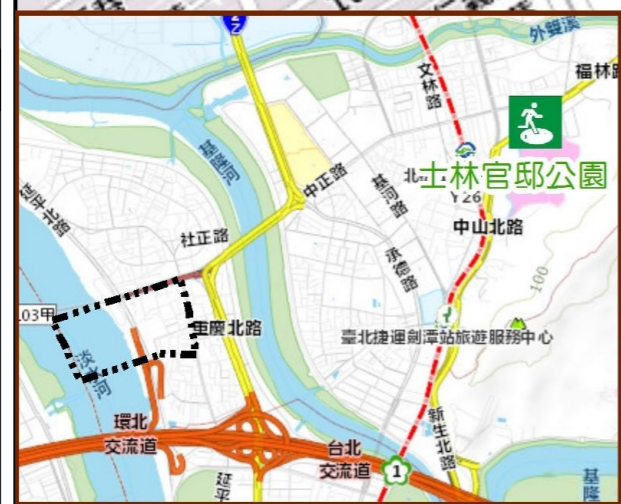 2
乙
外雙溪
文林路
福林路
基隆河
士林官邸公園
北
Y26
中正路
基河路
延平北路
中山北路
社正路
承德路
100
103甲
重慶北路
臺北捷運劍潭站旅遊服務中心
淡水河
新生北路
環北
交流道
台北
交流道
1
延平
基隆